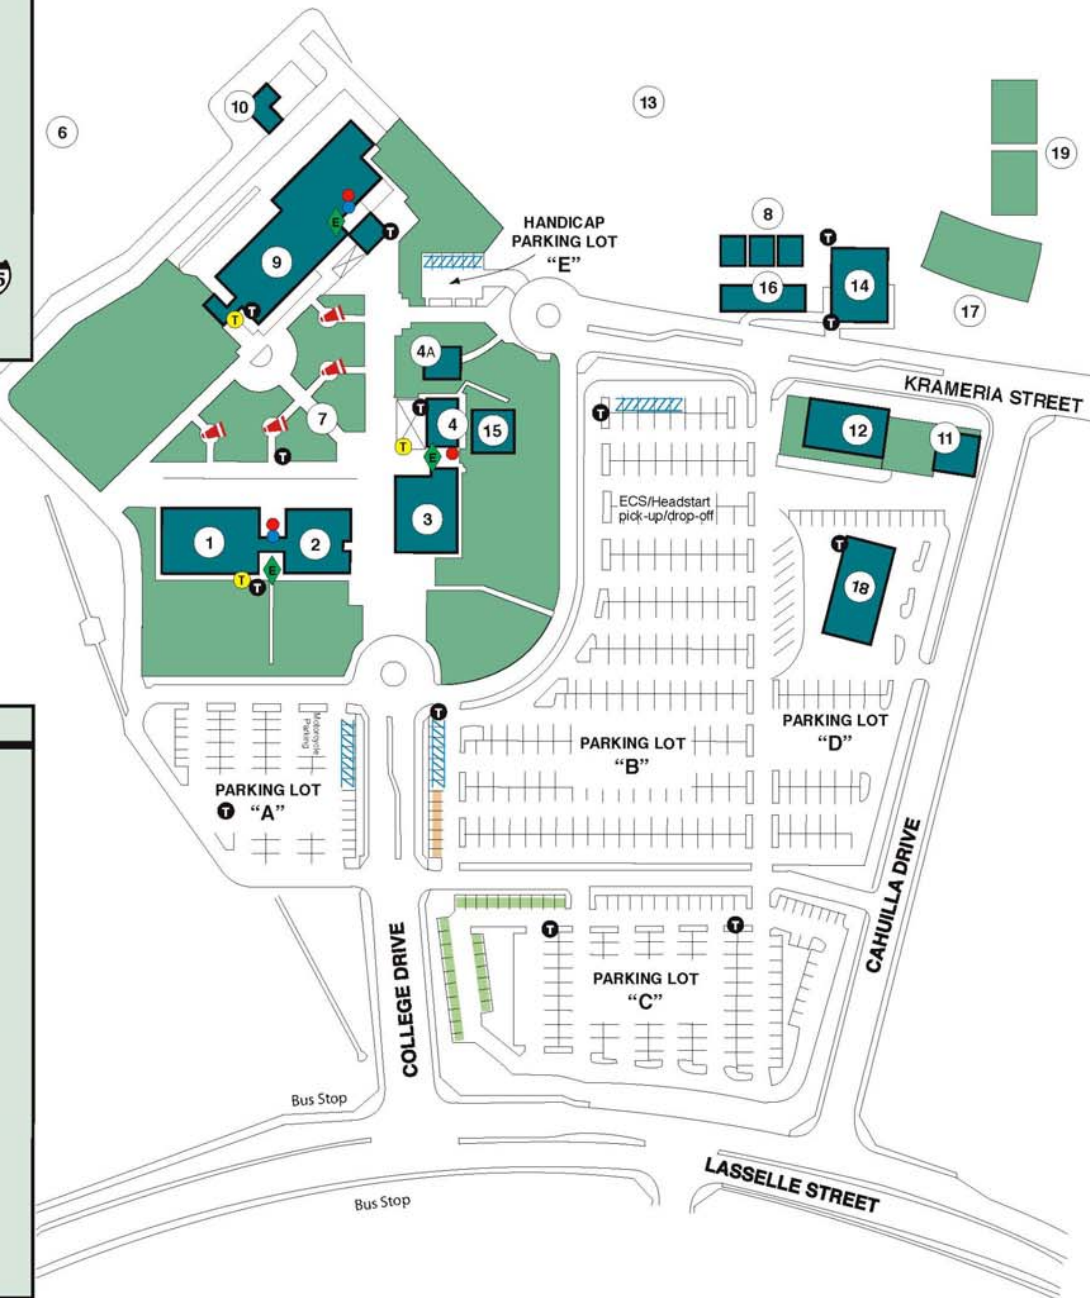 10
6
13
19
8
HANDICAP
PARKING LOT
“E”
E
T
9
16
14
T
T
17
T
T
4A
KRAMERIA STREET
7
T
4
15
T
12
11
T
E
T
ECS/Headstart
pick-up/drop-off
1
2
3
T
18
T
E
T
T
Motorcycle
Parking
PARKING LOT
“A”
T
PARKING LOT
“B”
PARKING LOT
“D”
CAHUILLA DRIVE
COLLEGE DRIVE
T
T
PARKING LOT
“C”
Bus Stop
Bus Stop
LASSELLE STREET